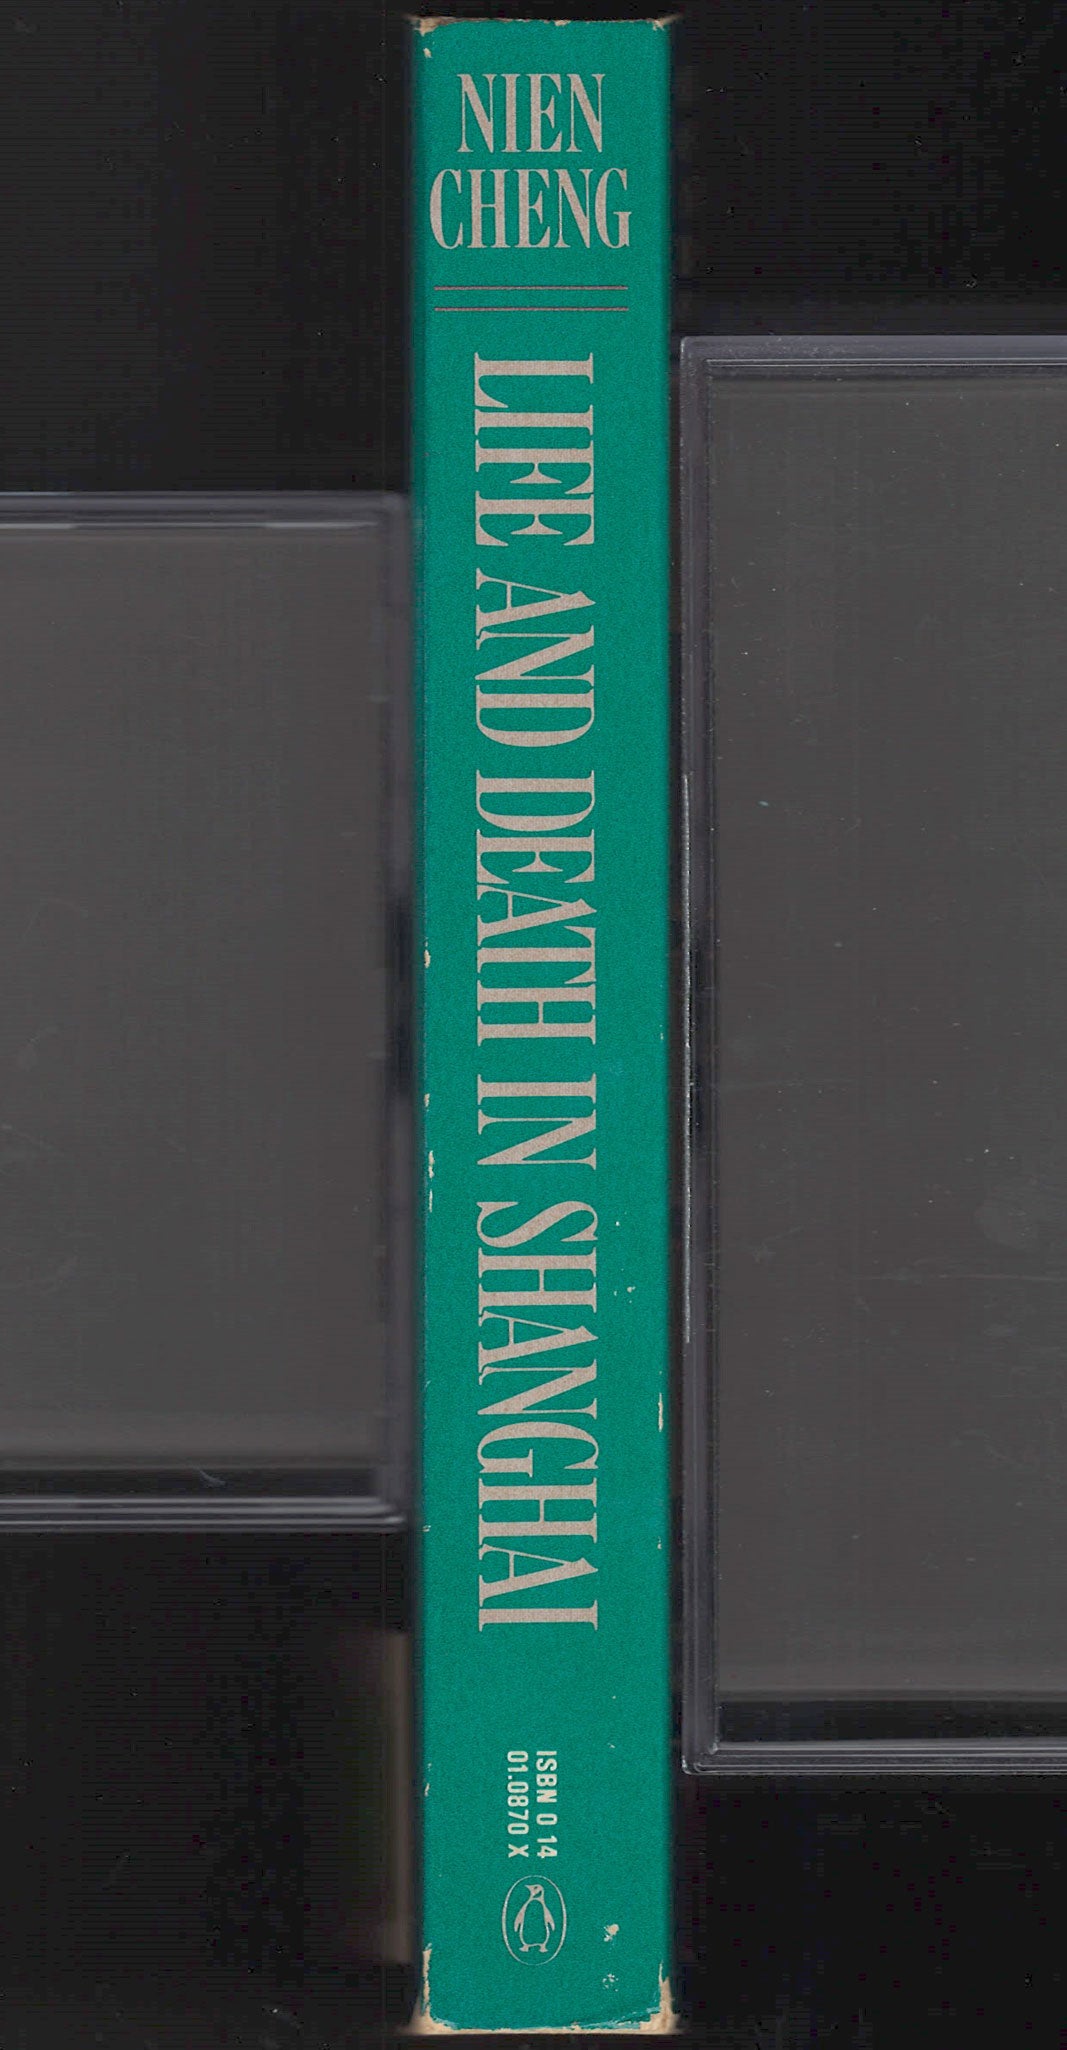 NIEN
CHENG
LIFE AND DEATH IN SHANGHAI
ISBN 0 14
01.0870 X